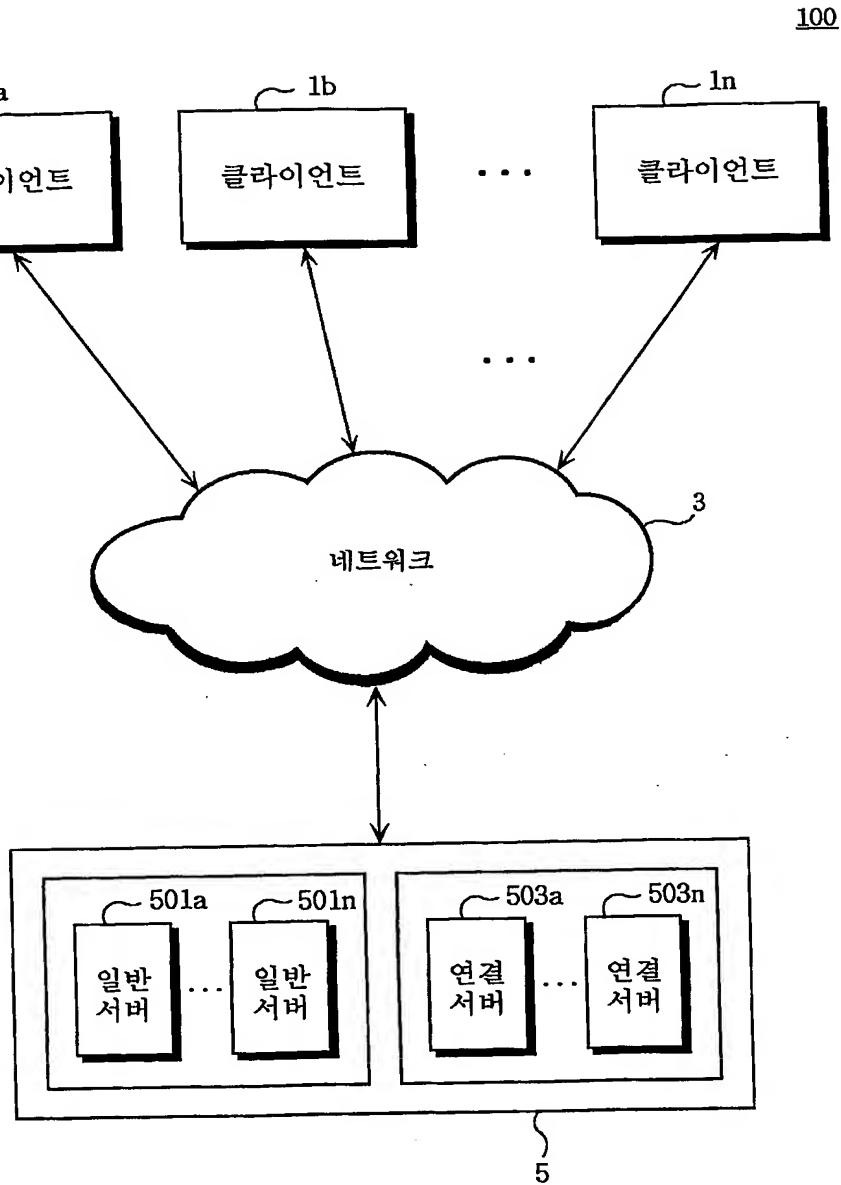 100
a
1b
1n
이언트
클라이언트
...
클라이언트
...
3
네트워크
501a
501n
503a
503n
일반
서버
...
일반
서버
연결
서버
...
연결
서버
5